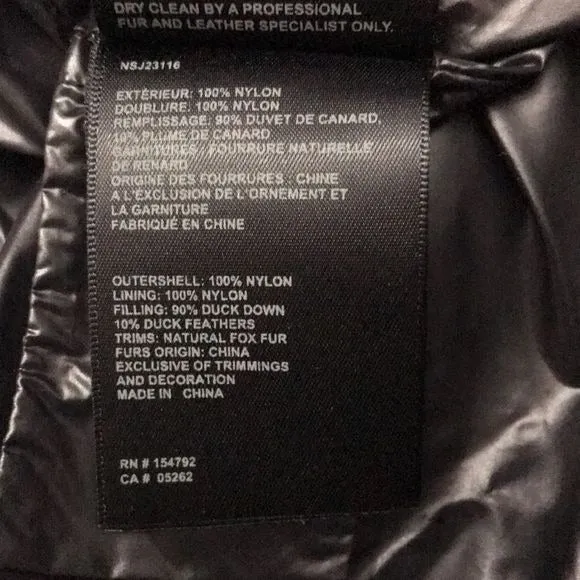 DRY CLEAN BY A PROFESSIONAL
FUR AND LEATHER SPECIALIST ONLY.
NSJ23116
EXTÉRIEUR: 100% NYLON
DOUBLURE: 100% NYLON
REMPLISSAGE: 90% DUVET DE CANARD,
10% PLUME DE CANARD
GARNITURES : FOURRURE NATURELLE
DE RENARD
ORIGINE DES FOURRURES : CHINE
A L'EXCLUSION DE L'ORNEMENT ET
LA GARNITURE
FABRIQUÉ EN CHINE
OUTERSHELL: 100% NYLON
LINING: 100% NYLON
FILLING: 90% DUCK DOWN
10% DUCK FEATHERS
TRIMS: NATURAL FOX FUR
FURS ORIGIN: CHINA
EXCLUSIVE OF TRIMMINGS
AND DECORATION
MADE IN CHINA
RN # 154792
CA # 05262